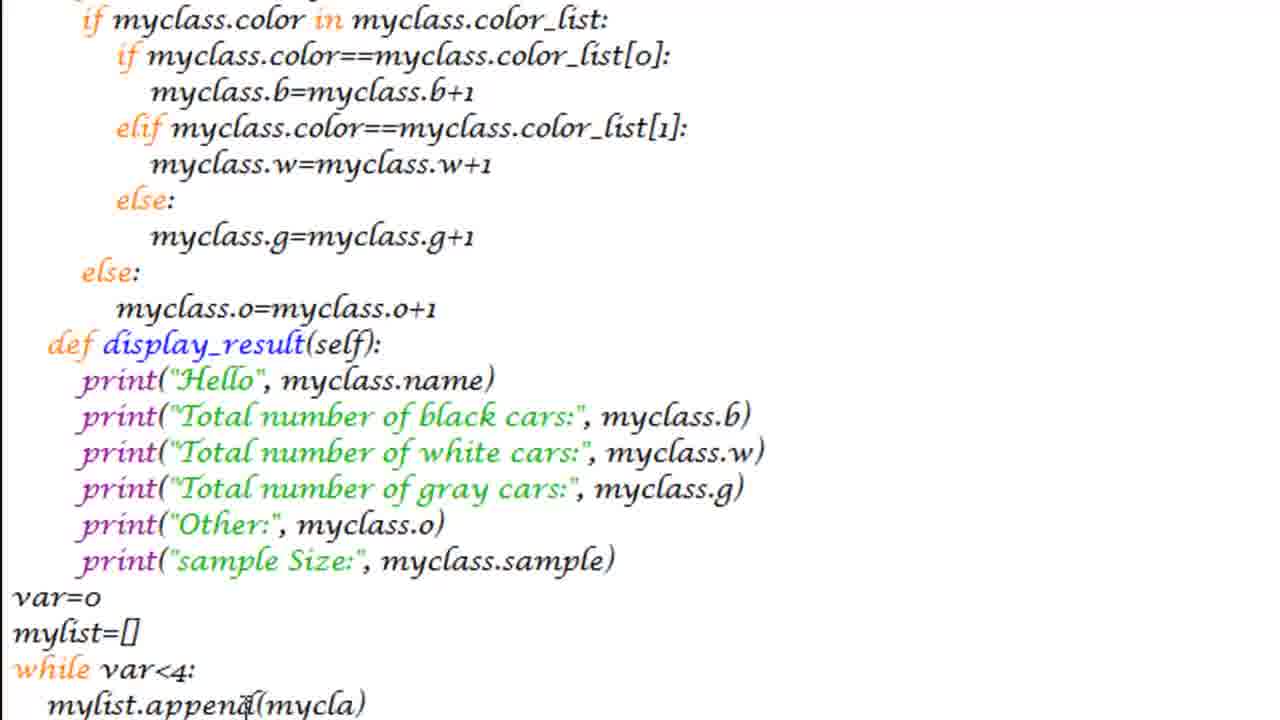 if myclass.color in myclass.color_list:
if myclass.color==myclass.color_list[0]:
myclass.b=myclass.b+1
elif myclass.color==myclass.color_list[1]:
myclass.w=myclass.w+1
else:
myclass.g=myclass.g+1
else:
myclass.o=myclass.o+1
def display_result(self):
print("Hello", myclass.name)
print("Total number of black cars:", myclass.b)
print("Total number of white cars:", myclass.w)
print("Total number of gray cars:", myclass.g)
print("Other:", myclass.o)
print("sample Size:", myclass.sample)
var=0
mylist=[]
while var<4:
mylist.append(mycla)